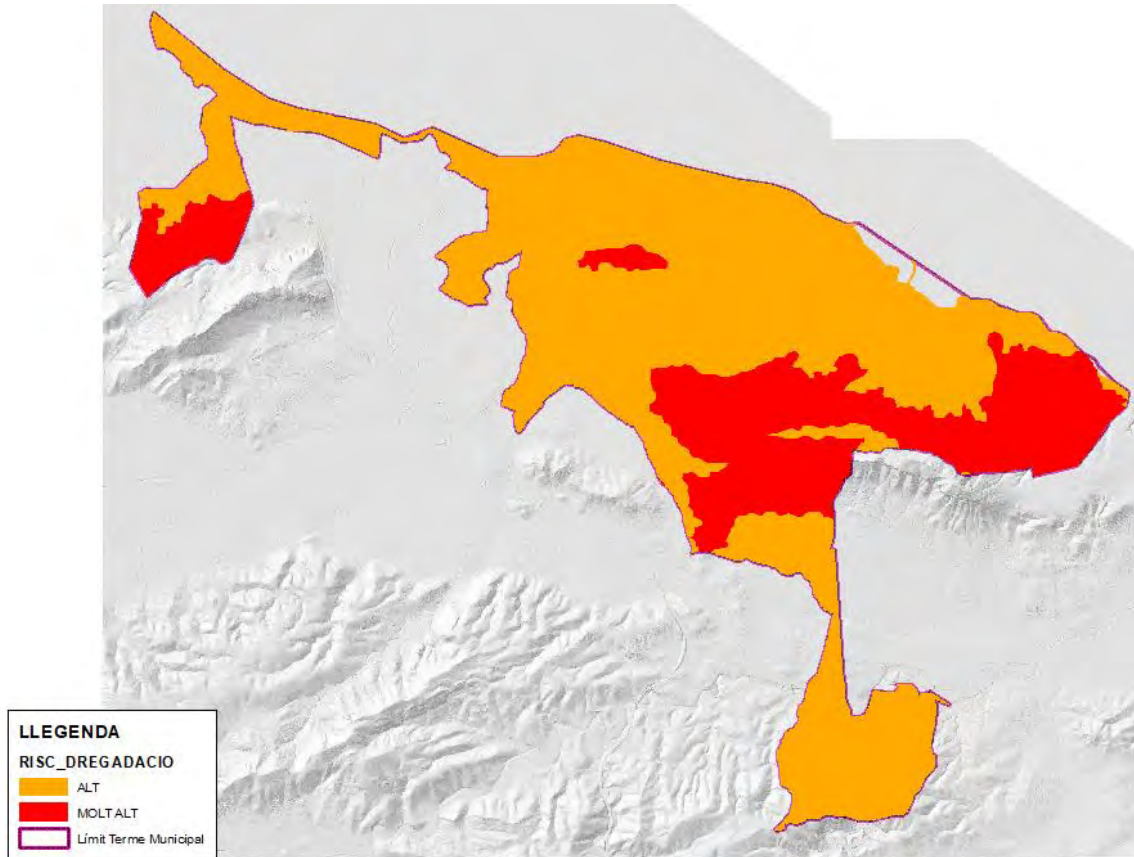 LLEGENDA
RISC_DREGADACIO
ALT
MOLT ALT
Límit Terme Municipal